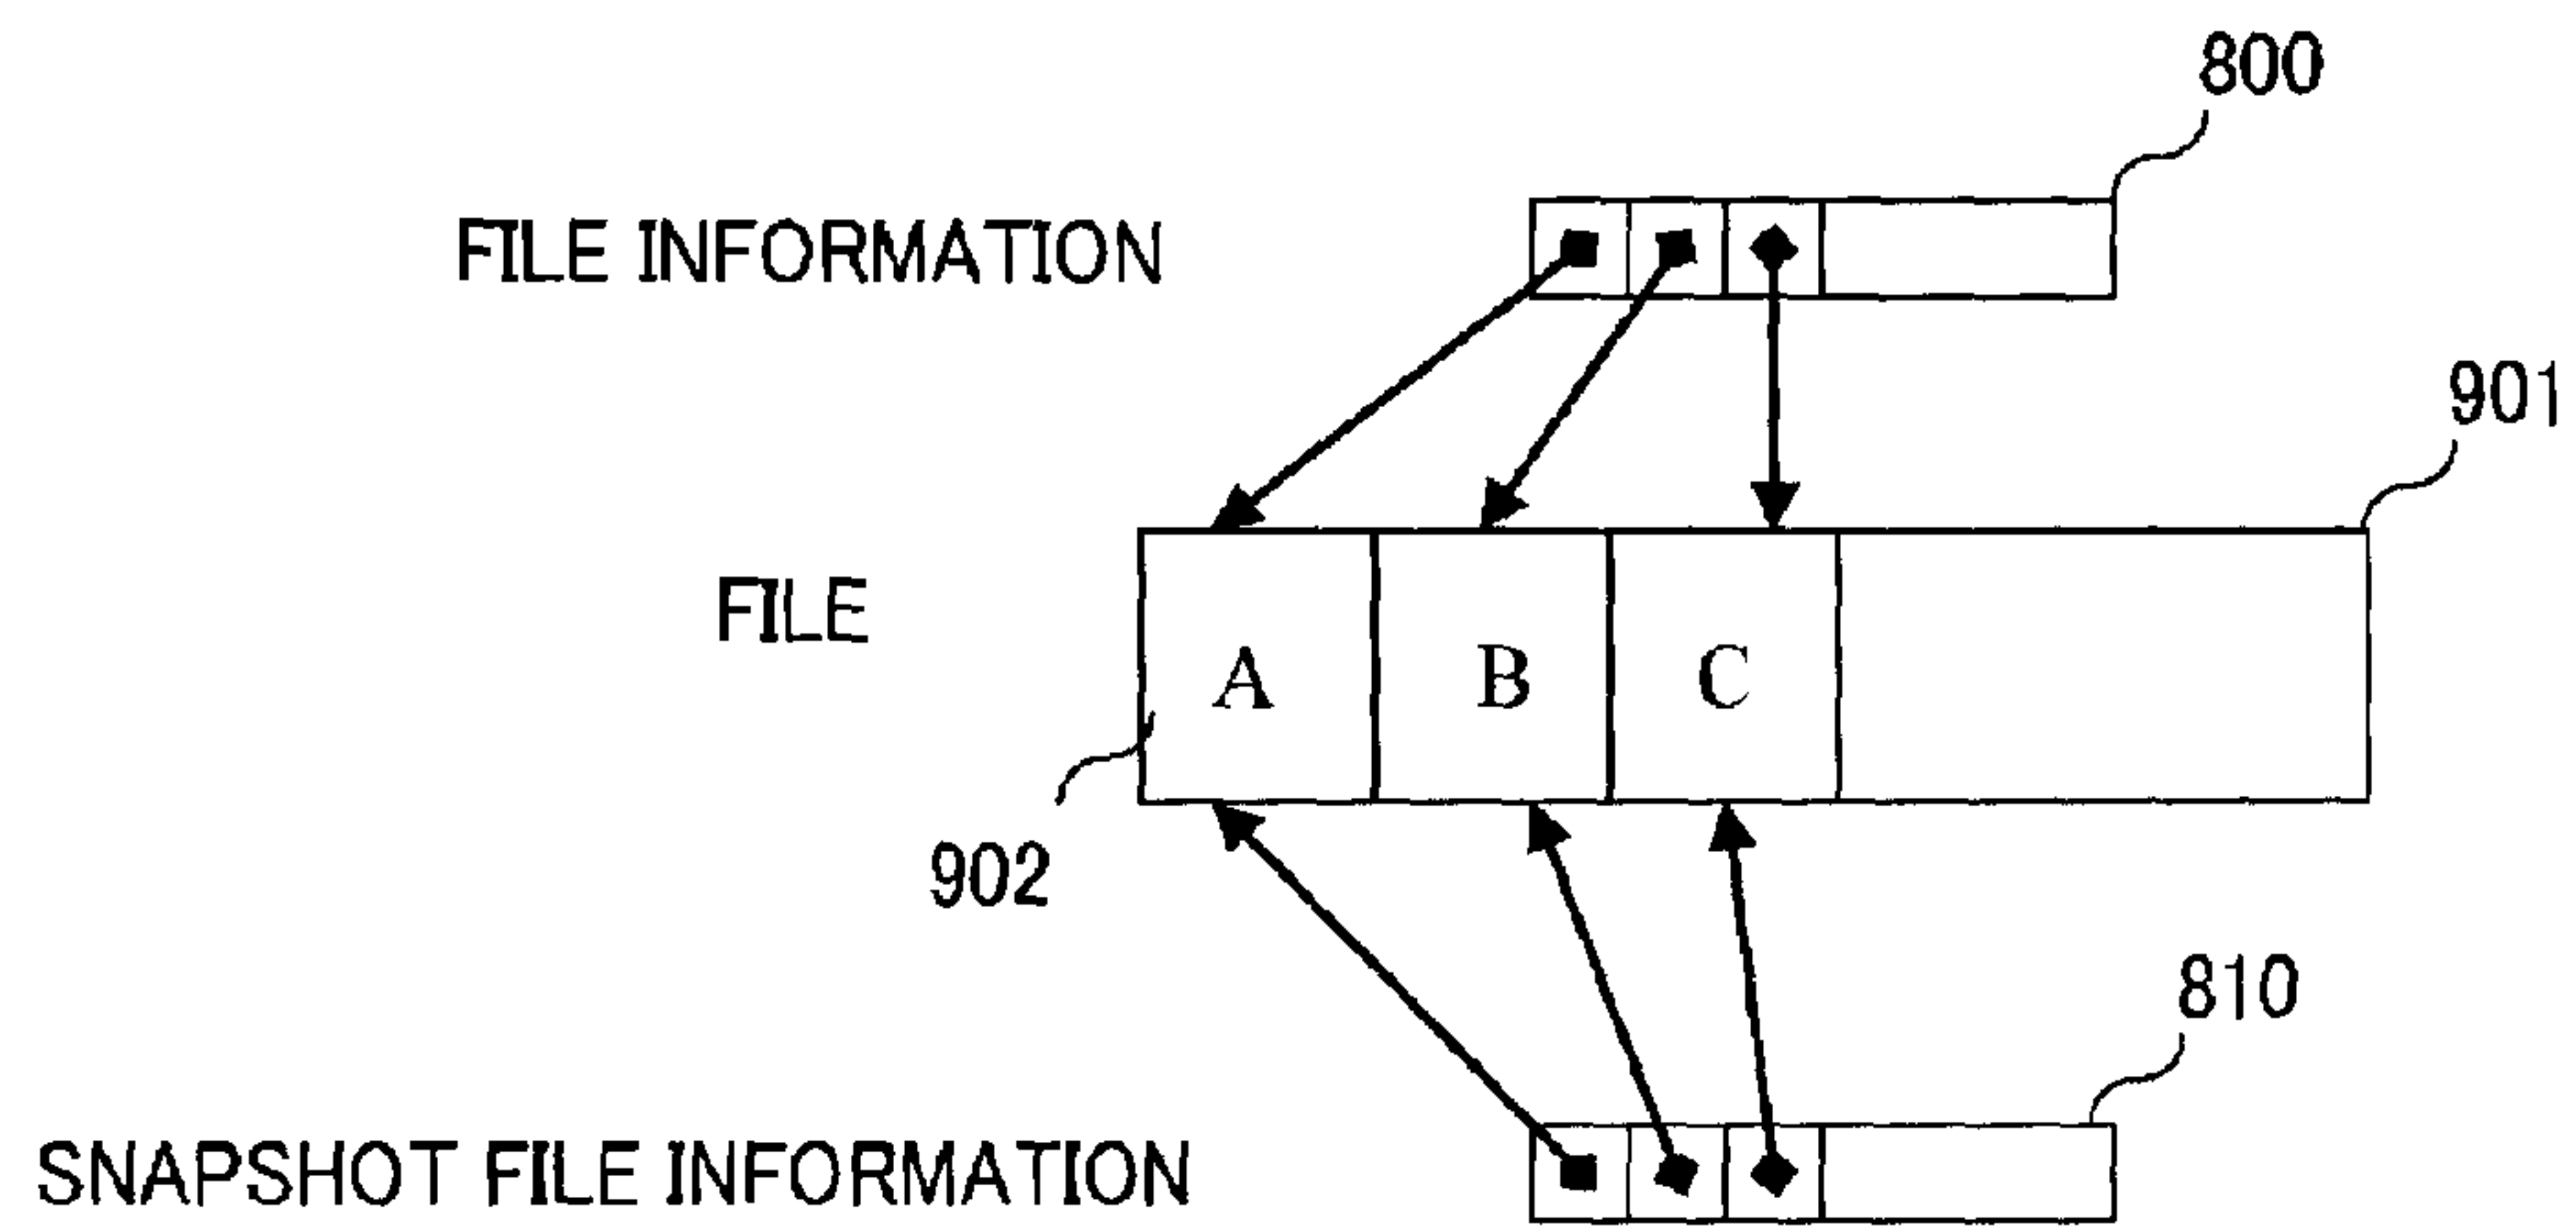 800
FILE INFORMATION
901
FILE
A B C
902
810
SNAPSHOT FILE INFORMATION